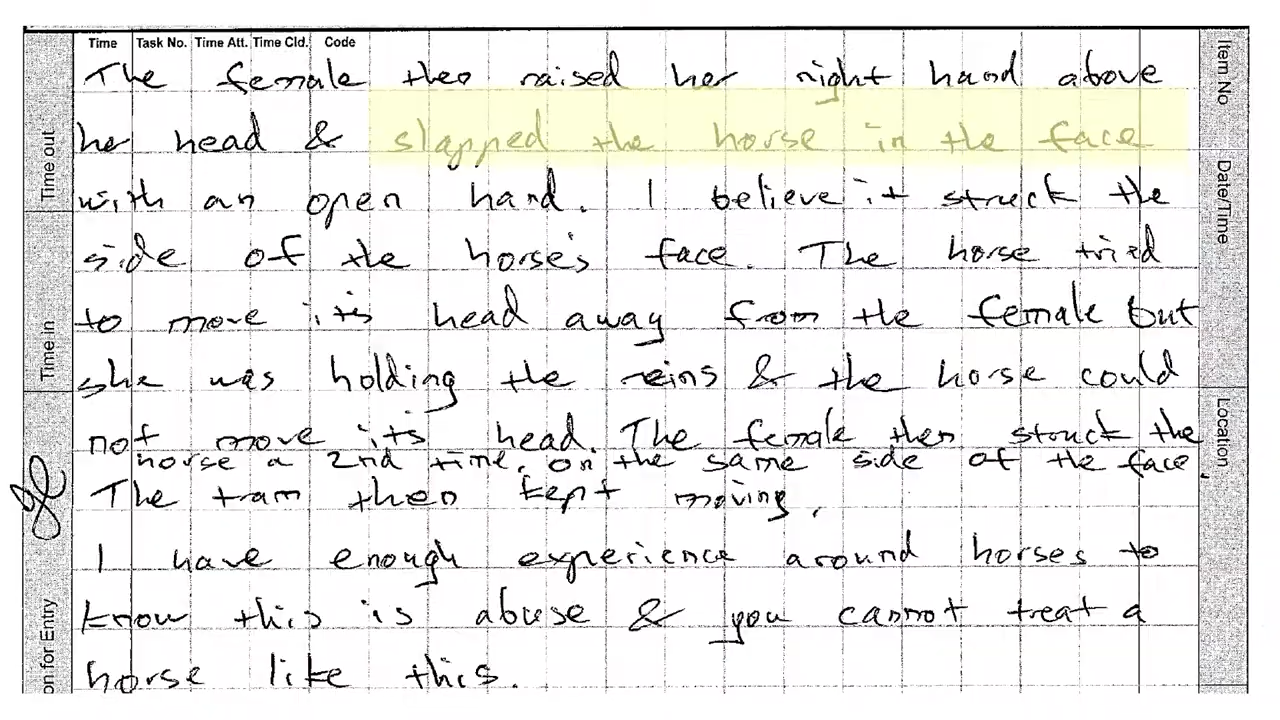 Time Task No. Time Att. Time Cld. Code
The female then raised her right hand above
her head & slapped the horse in the face
with an open hand. I believe it struck the
side of the horse's face. The horse tried
to move its head away from the female but
she was holding the reins & the horse could
not move its head. The female then struck the
horse a 2nd time, on the same side of the face.
The tram then kept moving.
I have enough experience around horses to
know this is abuse & you cannot treat a
horse like this.
Time out
Time in
on for Entry
Item No
Date/Time
Location